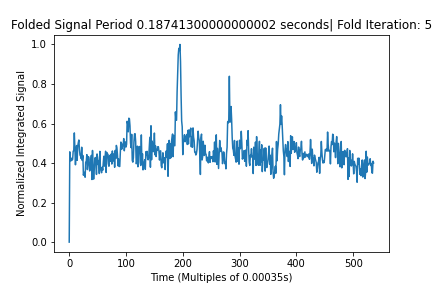 Folded Signal Period 0.18741300000000002 seconds| Fold Iteration: 5
Normalized Integrated Signal
1.0
0.8
0.6
0.4
0.2
0.0
0 100 200 300 400 500
Time (Multiples of 0.00035s)